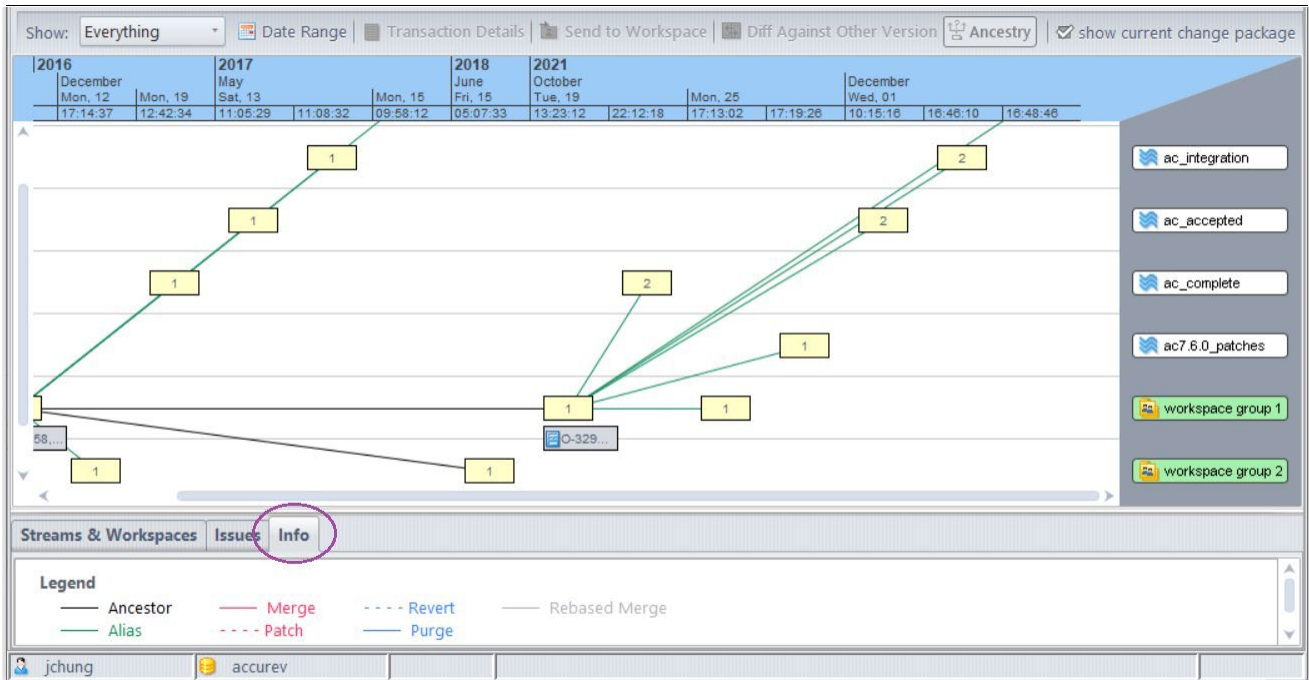 Show: Everything Date Range Transaction Details Send to Workspace Diff Against Other Version Ancestry show current change package
2016 2017 2018 2021
December May June October December
Mon, 12 Mon, 19 Sat, 13 Mon, 15 Fri, 15 Tue, 19 Mon, 25 Wed, 01
17:14:37 12:42:34 11:05:29 11:08:32 09:58:12 05:07:33 13:23:12 22:12:18 17:13:02 17:19:26 10:15:16 16:46:10 16:48:46
1 2 ac_integration
1 2 ac_accepted
1 2 ac_complete
1 ac7.6.0_patches
1 1 workspace group 1
58,... O-329...
1 1 workspace group 2
Streams & Workspaces Issues Info
Legend
Ancestor Merge Revert Rebased Merge
Alias Patch Purge
jchung accurev